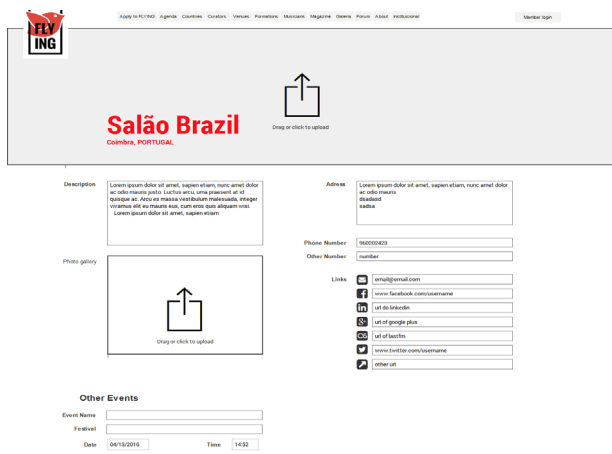 FLY
ING
Apply to FLYING! Agenda Countries Curators Venues Formations Musicians Magazine Galeria Forum About Institucional
Member login
Drag or click to upload
Salão Brazil
Coimbra, PORTUGAL
Description
Lorem ipsum dolor sit amet, sapien etiam, nunc amet dolor
ac odio mauris justo. Luctus arcu, urna praesent at id
quisque ac. Arcu es massa vestibulum malesuada, integer
vivamus elit eu mauris eus, cum eros quis aliquam wisi.
Lorem ipsum dolor sit amet, sapien etiam
Photo gallery
Drag or click to upload
Adress
Lorem ipsum dolor sit amet, sapien etiam, nunc amet dolor
ac odio mauris
dsadasd
sadsa
Phone Number 960202423
Other Number number
Links
email@email.com
www.facebook.com/username
url do linkedin
url of google plus
url of lastfm
www.twitter.com/username
other url
Other Events
Event Name
Festival
Date 04/13/2016 Time 14:52